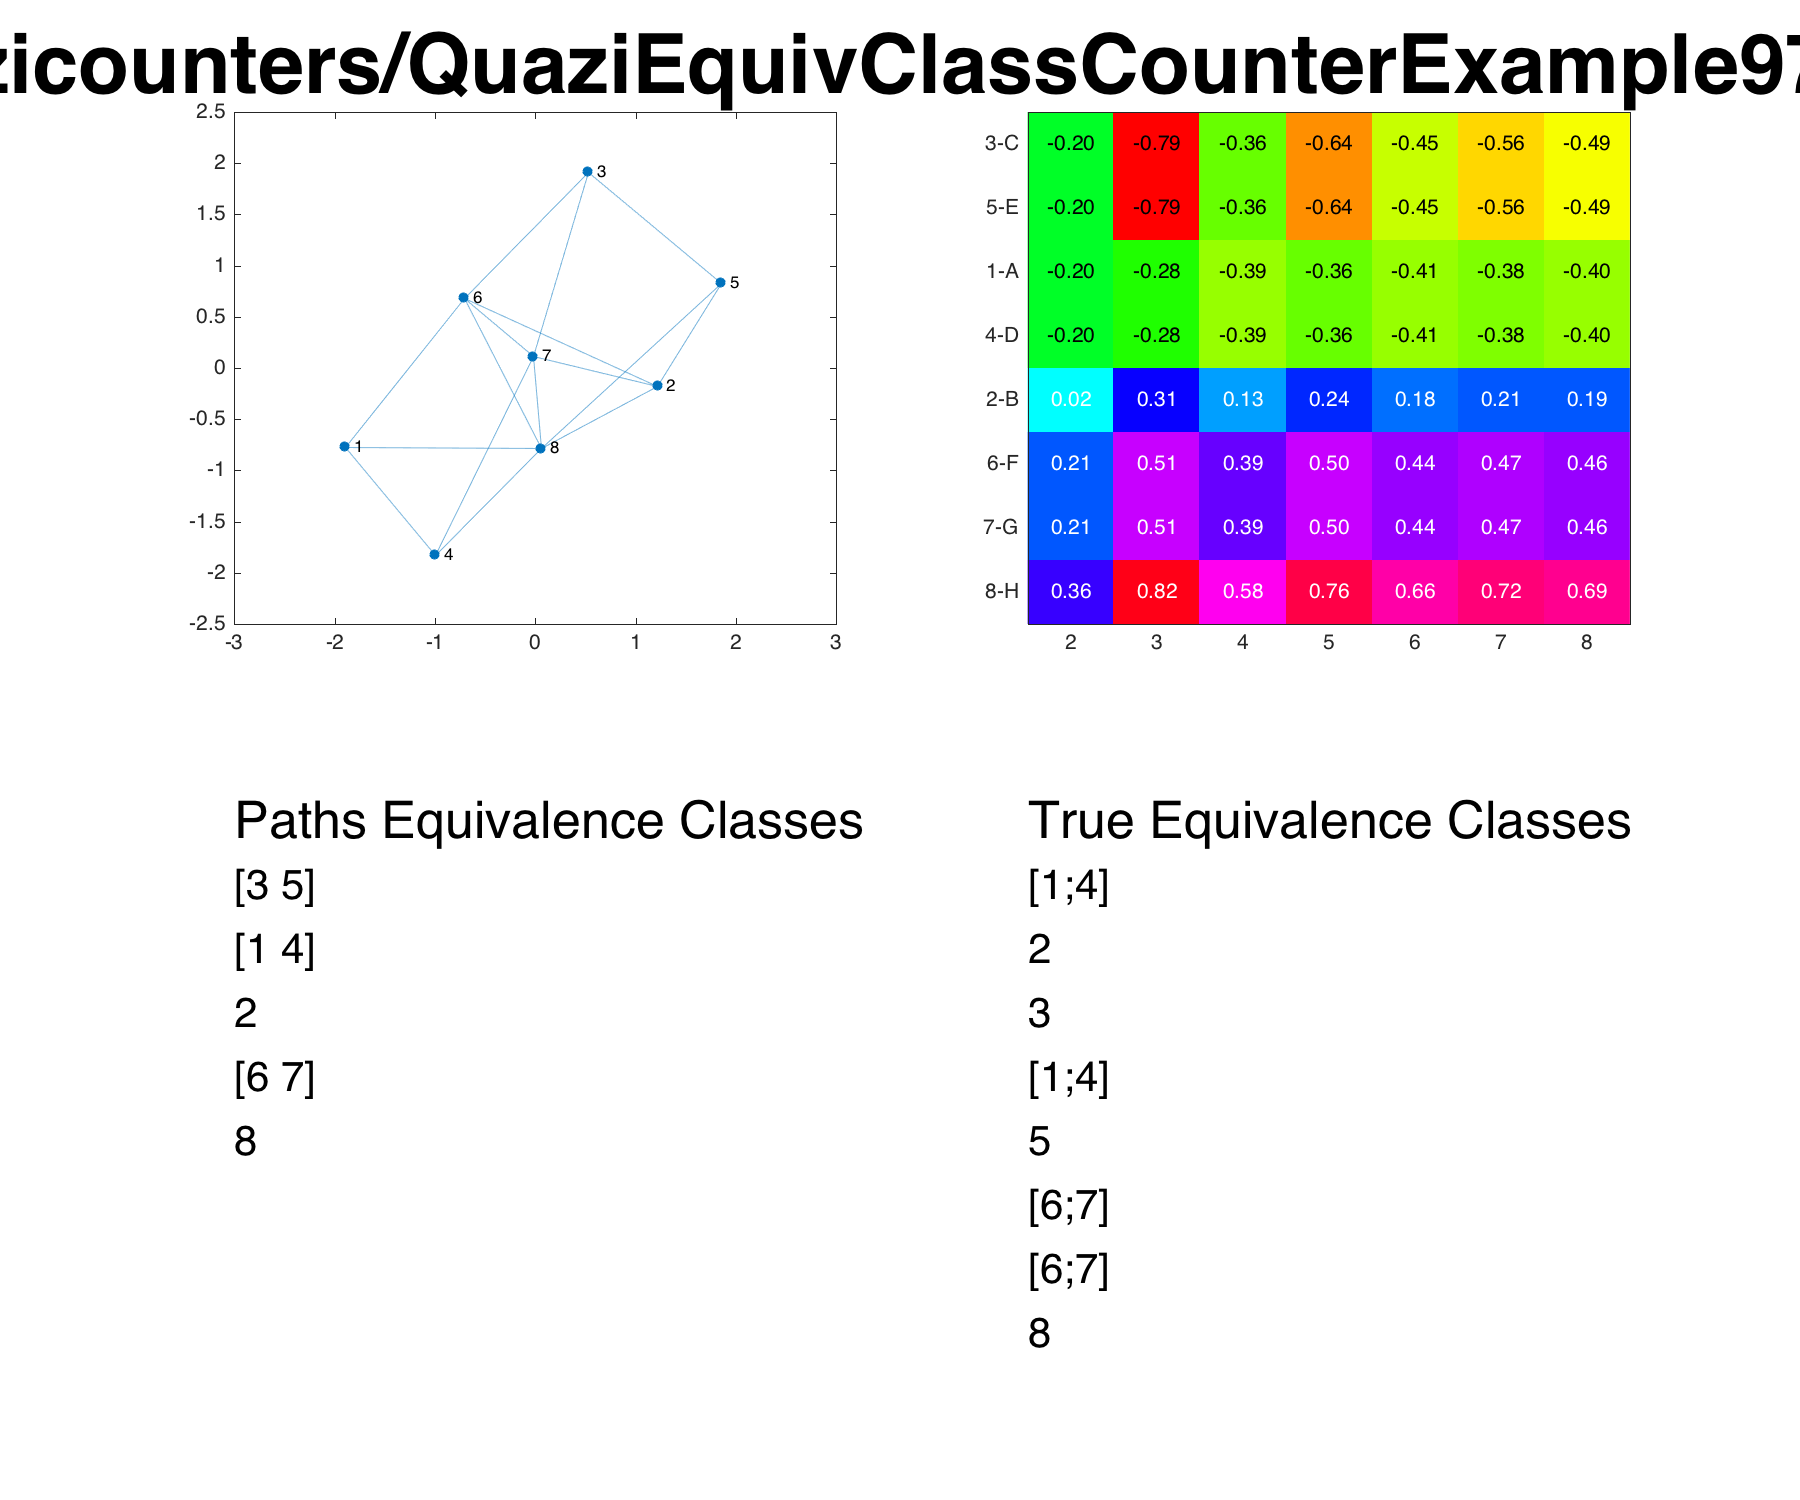 zicounters/QuaziEquivClassCounterExample97
2.5
2
1.5
1
0.5
0
-0.5
-1
-1.5
-2
-2.5
-3 -2 -1 0 1 2 3
3
5
6
7
2
1
8
4
3-C -0.20 -0.79 -0.36 -0.64 -0.45 -0.56 -0.49
5-E -0.20 -0.79 -0.36 -0.64 -0.45 -0.56 -0.49
1-A -0.20 -0.28 -0.39 -0.36 -0.41 -0.38 -0.40
4-D -0.20 -0.28 -0.39 -0.36 -0.41 -0.38 -0.40
2-B 0.02 0.31 0.13 0.24 0.18 0.21 0.19
6-F 0.21 0.51 0.39 0.50 0.44 0.47 0.46
7-G 0.21 0.51 0.39 0.50 0.44 0.47 0.46
8-H 0.36 0.82 0.58 0.76 0.66 0.72 0.69
2 3 4 5 6 7 8
Paths Equivalence Classes
[3 5]
[1 4]
2
[6 7]
8
True Equivalence Classes
[1;4]
2
3
[1;4]
5
[6;7]
[6;7]
8